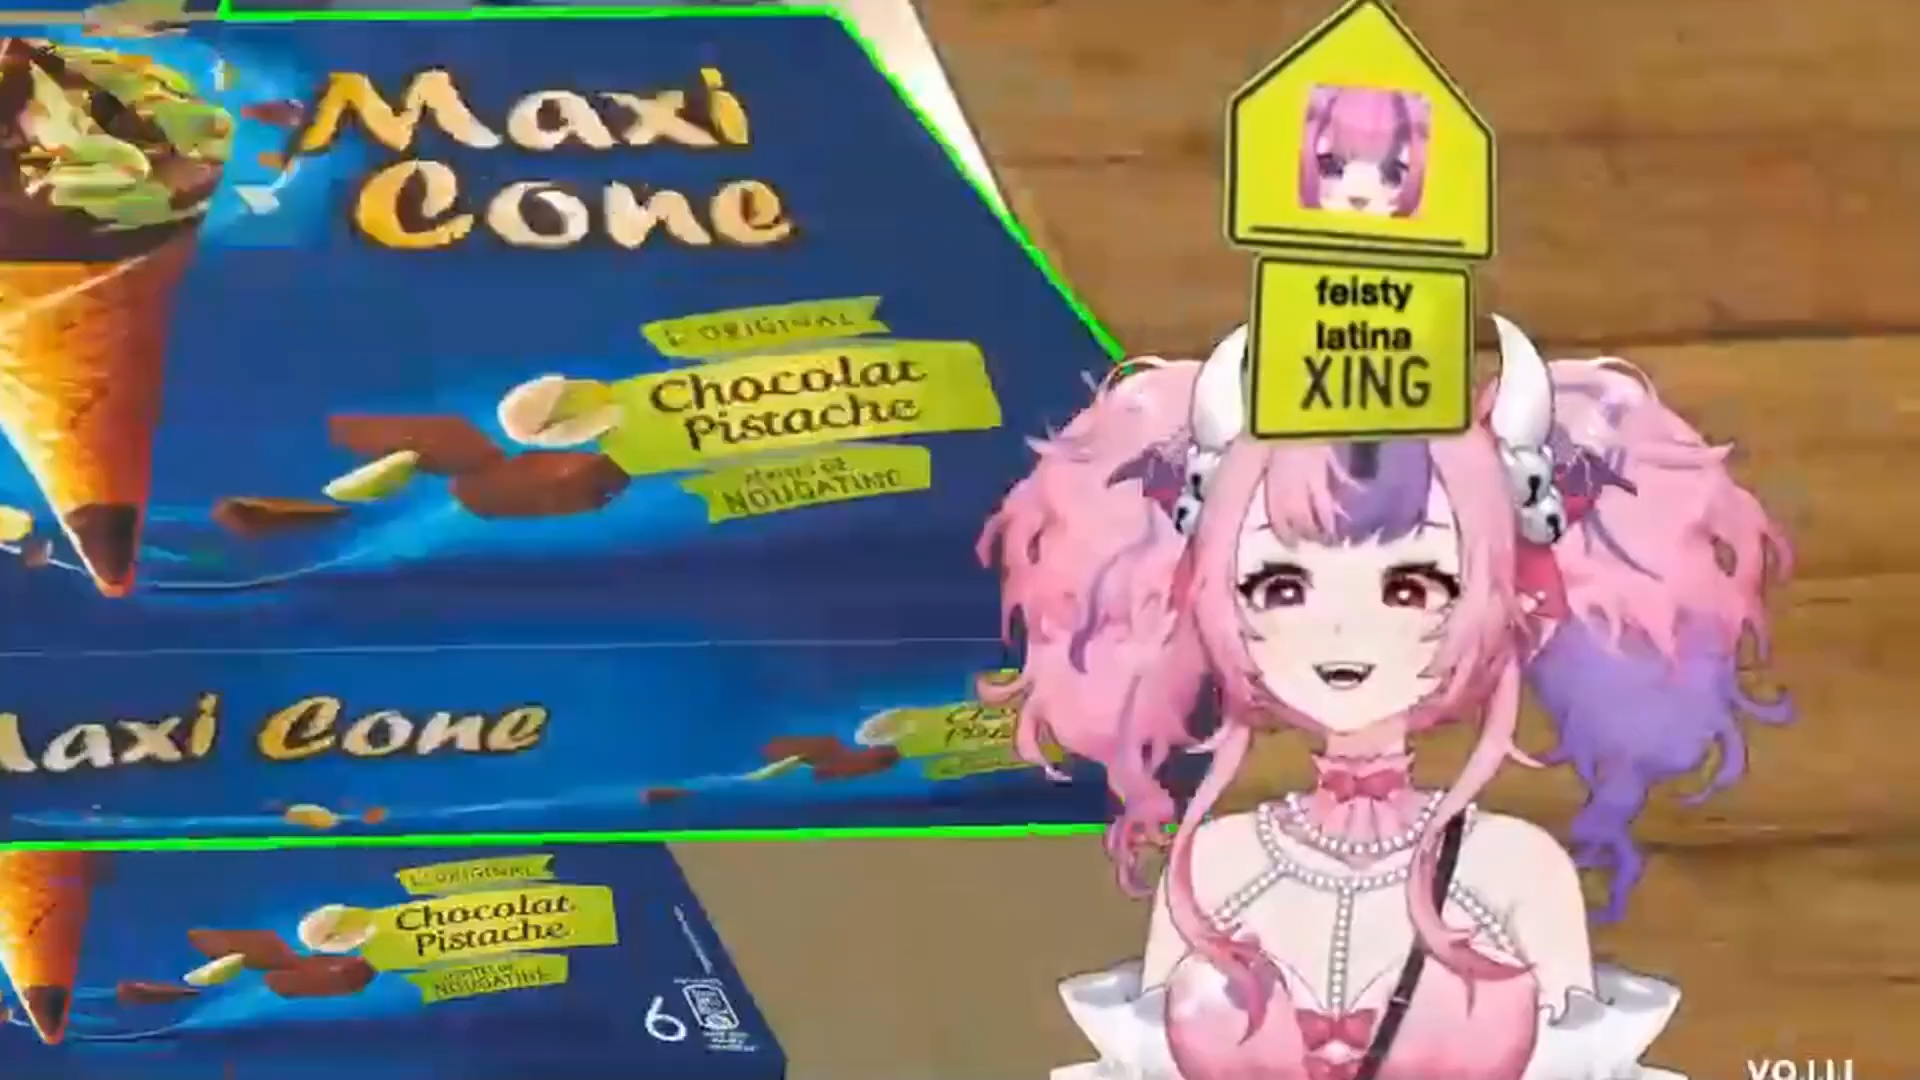 Maxi
Cone
L'ORIGINAL
Chocolat
Pistache
NOUGATINE
Maxi Cone
L'ORIGINAL
Chocolat
Pistache
NOUGATINE
6
feisty
latina
XING